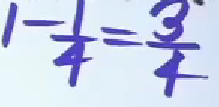 1 - 1/4 = 3/4